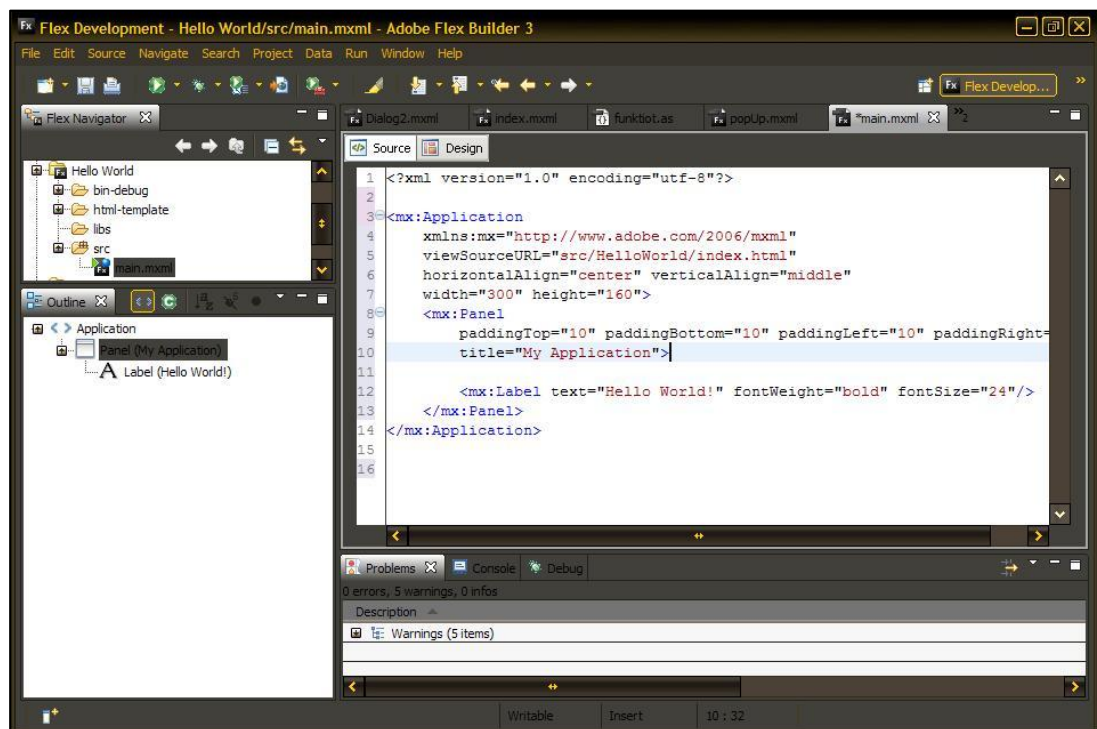 Fx Flex Development - Hello World/src/main.mxml - Adobe Flex Builder 3
File Edit Source Navigate Search Project Data Run Window Help
Fx Flex Develop... »
Flex Navigator
Hello World
bin-debug
html-template
libs
src
main.mxml
Outline
Application
Panel (My Application)
A Label (Hello World!)
Dialog2.mxml index.mxml funktiot.as popUp.mxml *main.mxml »2
Source Design
1 <?xml version="1.0" encoding="utf-8"?>
2
3 <mx:Application
4 xmlns:mx="http://www.adobe.com/2006/mxml"
5 viewSourceURL="src/HelloWorld/index.html"
6 horizontalAlign="center" verticalAlign="middle"
7 width="300" height="160">
8 <mx:Panel
9 paddingTop="10" paddingBottom="10" paddingLeft="10" paddingRight=
10 title="My Application">
11
12 <mx:Label text="Hello World!" fontWeight="bold" fontSize="24"/>
13 </mx:Panel>
14 </mx:Application>
15
16
Problems Console Debug
0 errors, 5 warnings, 0 infos
Description
Warnings (5 items)
Writable Insert 10 : 32